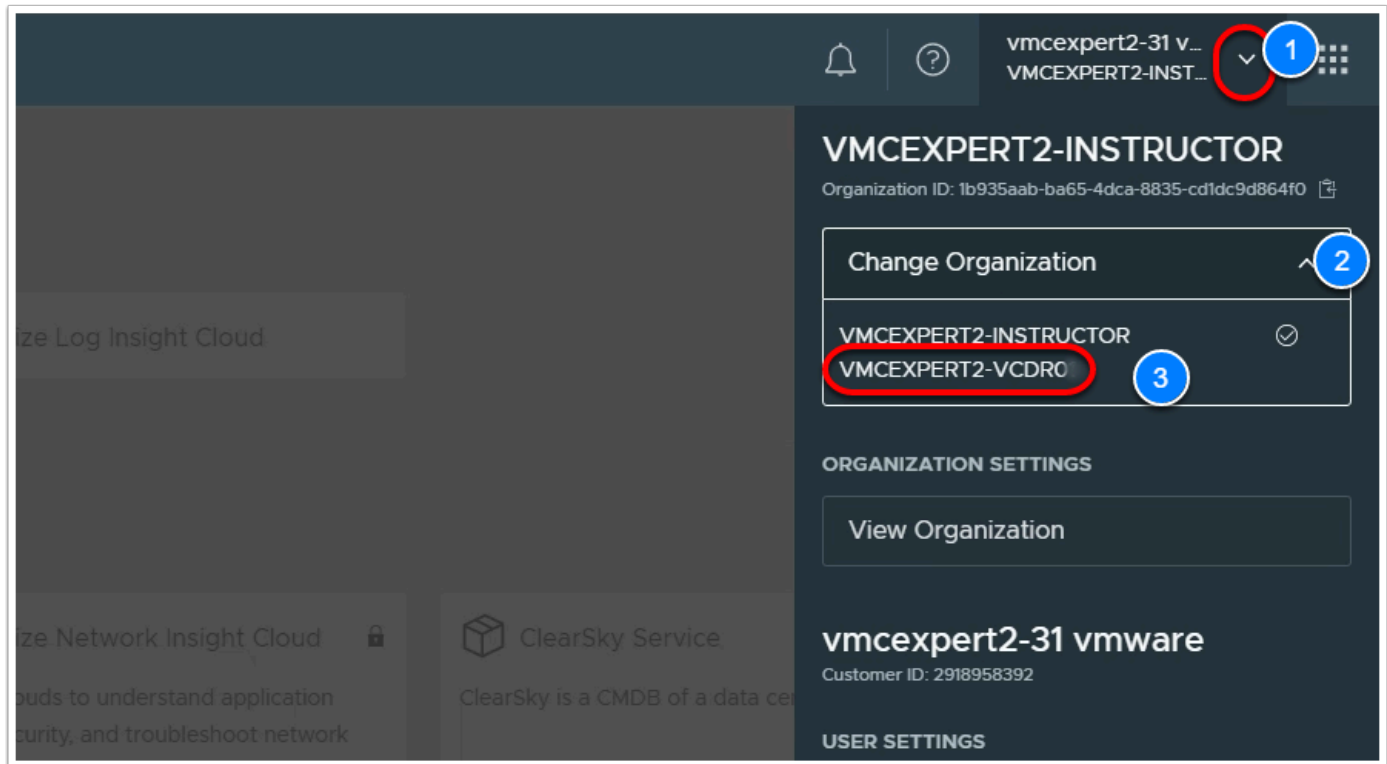 vmcexpert2-31 v...
VMCEXPERT2-INST...
1
VMCEXPERT2-INSTRUCTOR
Organization ID: 1b935aab-ba65-4dca-8835-cd1dc9d864f0
Change Organization
2
VMCEXPERT2-INSTRUCTOR
VMCEXPERT2-VCDR0
3
ize Log Insight Cloud
ORGANIZATION SETTINGS
View Organization
ize Network Insight Cloud
ouds to understand application
curity, and troubleshoot network
ClearSky Service
ClearSky is a CMDB of a data cen
vmcexpert2-31 vmware
Customer ID: 2918958392
USER SETTINGS